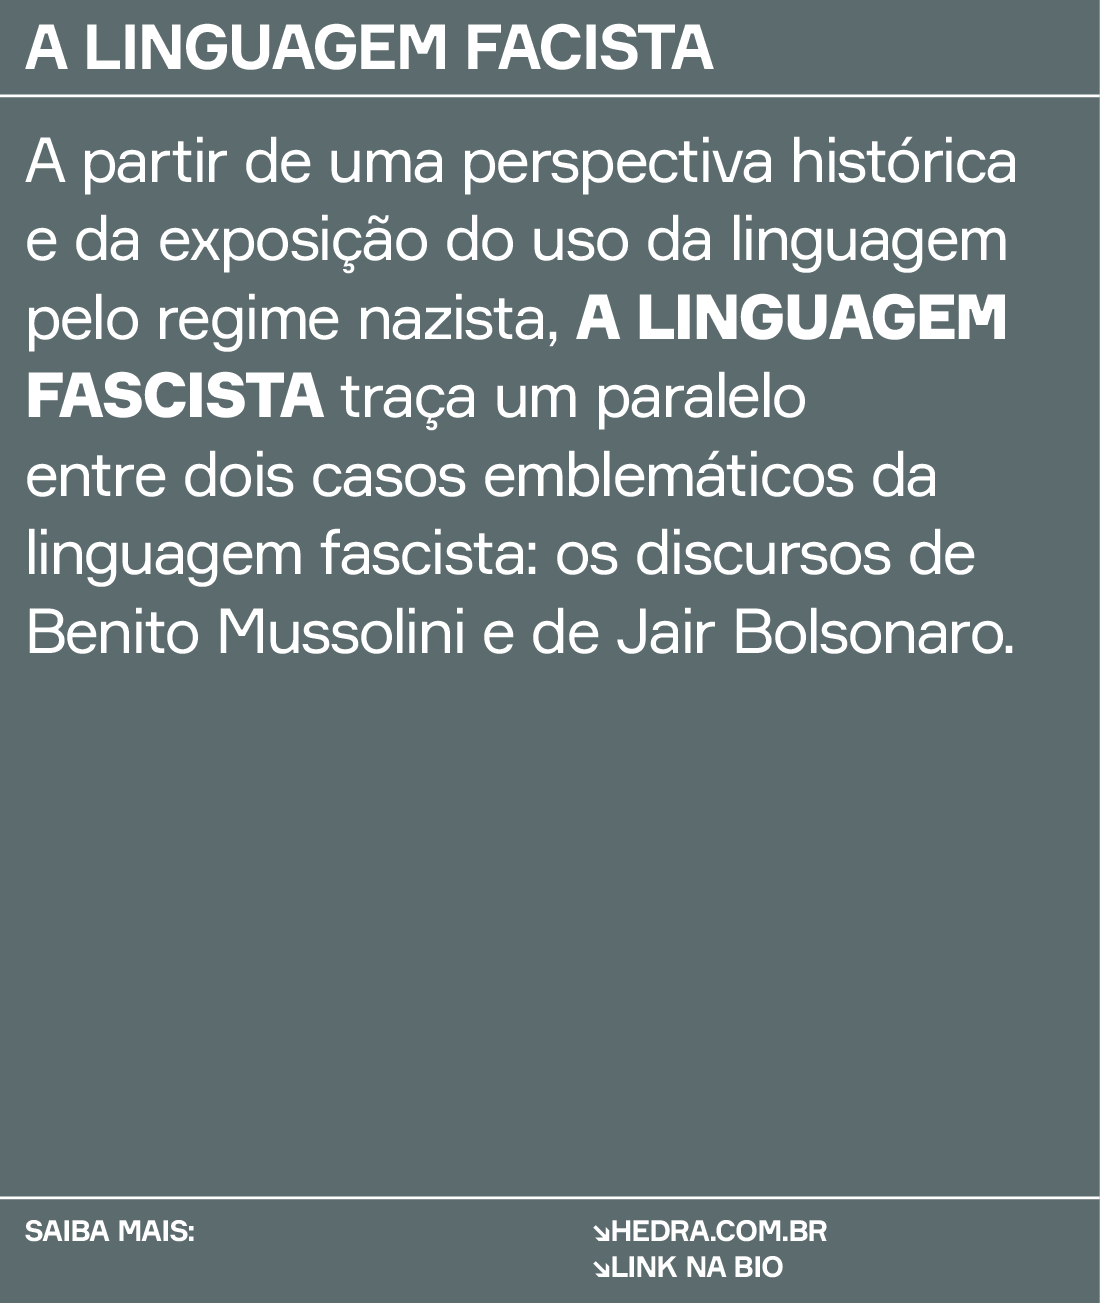 A LINGUAGEM FACISTA
A partir de uma perspectiva histórica
e da exposição do uso da linguagem
pelo regime nazista, A LINGUAGEM
FASCISTA traça um paralelo
entre dois casos emblemáticos da
linguagem fascista: os discursos de
Benito Mussolini e de Jair Bolsonaro.
SAIBA MAIS:
↘HEDRA.COM.BR
↘LINK NA BIO